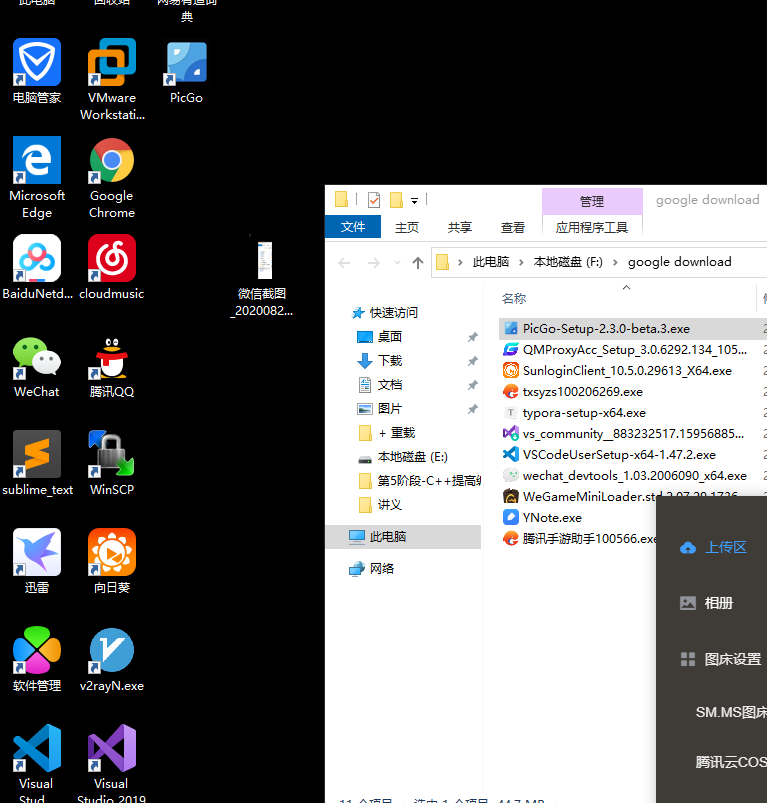 此电脑
回收站
网易有道词
典
电脑管家
VMware
Workstati...
PicGo
Microsoft
Edge
Google
Chrome
BaiduNetd...
cloudmusic
微信截图
_2020082...
WeChat
腾讯QQ
sublime_text
WinSCP
迅雷
向日葵
软件管理
v2rayN.exe
Visual
Stud
Visual
Studio 2019
管理
google download
文件
主页
共享
查看
应用程序工具
此电脑
本地磁盘 (F:)
google download
快速访问
桌面
下载
文档
图片
+ 重载
本地磁盘 (E:)
第5阶段-C++提高编
讲义
此电脑
网络
名称
PicGo-Setup-2.3.0-beta.3.exe
QMProxyAcc_Setup_3.0.6292.134_105...
SunloginClient_10.5.0.29613_X64.exe
txsyzs100206269.exe
typora-setup-x64.exe
vs_community__883232517.15956885...
VSCodeUserSetup-x64-1.47.2.exe
wechat_devtools_1.03.2006090_x64.exe
WeGameMiniLoader.std
YNote.exe
腾讯手游助手100566.exe
11 个项目
选中 1 个项目 44.7 MB
上传区
相册
图床设置
SM.MS图床
腾讯云COS